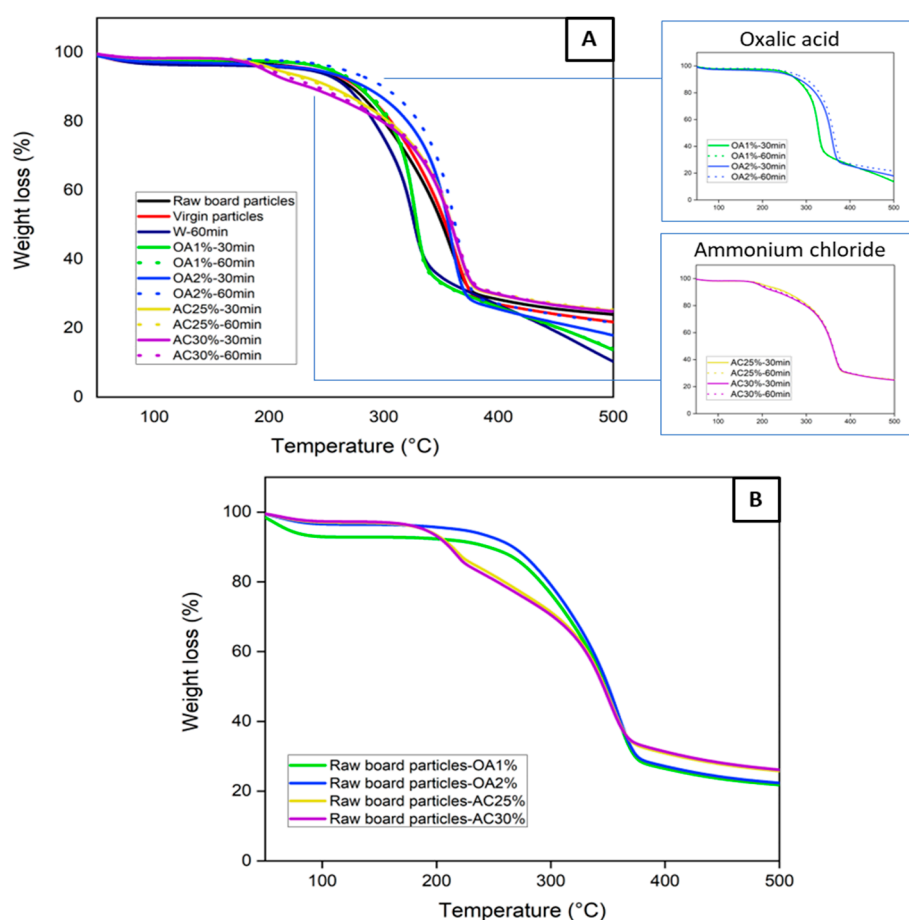 A
100
80
60
40
20
0
Weight loss (%)
Raw board particles
Virgin particles
W-60min
OA1%-30min
OA1%-60min
OA2%-30min
OA2%-60min
AC25%-30min
AC25%-60min
AC30%-30min
AC30%-60min
100 200 300 400 500
Temperature (°C)
Oxalic acid
100
80
60
40
20
0
OA1%-30min
OA1%-60min
OA2%-30min
OA2%-60min
100 200 300 400 500
Ammonium chloride
100
80
60
40
20
0
AC25%-30min
AC25%-60min
AC30%-30min
AC30%-60min
100 200 300 400 500
B
100
80
60
40
20
0
Weight loss (%)
Raw board particles-OA1%
Raw board particles-OA2%
Raw board particles-AC25%
Raw board particles-AC30%
100 200 300 400 500
Temperature (°C)